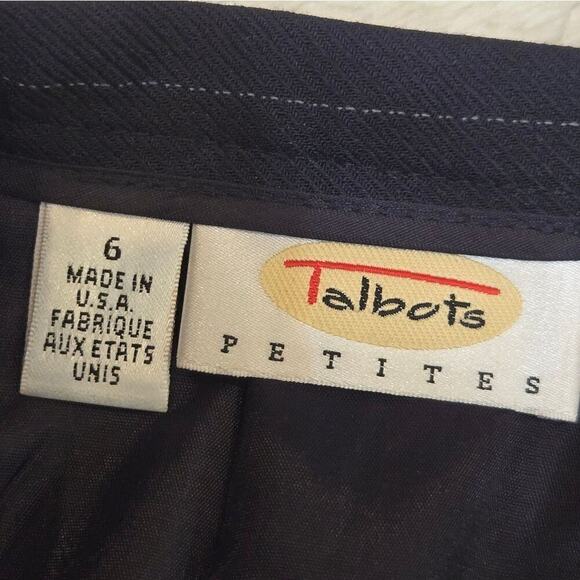 6
MADE IN
U.S.A.
FABRIQUE
AUX ETATS
UNIS
Talbots
PETITES